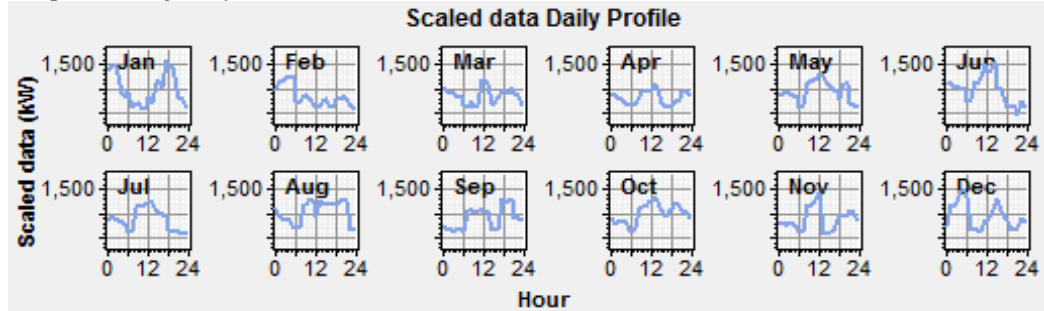 Scaled data Daily Profile
Scaled data (kW)
1,500 Jan 1,500 Feb 1,500 Mar 1,500 Apr 1,500 May 1,500 Jun
0 12 24 0 12 24 0 12 24 0 12 24 0 12 24 0 12 24
1,500 Jul 1,500 Aug 1,500 Sep 1,500 Oct 1,500 Nov 1,500 Dec
0 12 24 0 12 24 0 12 24 0 12 24 0 12 24 0 12 24
Hour